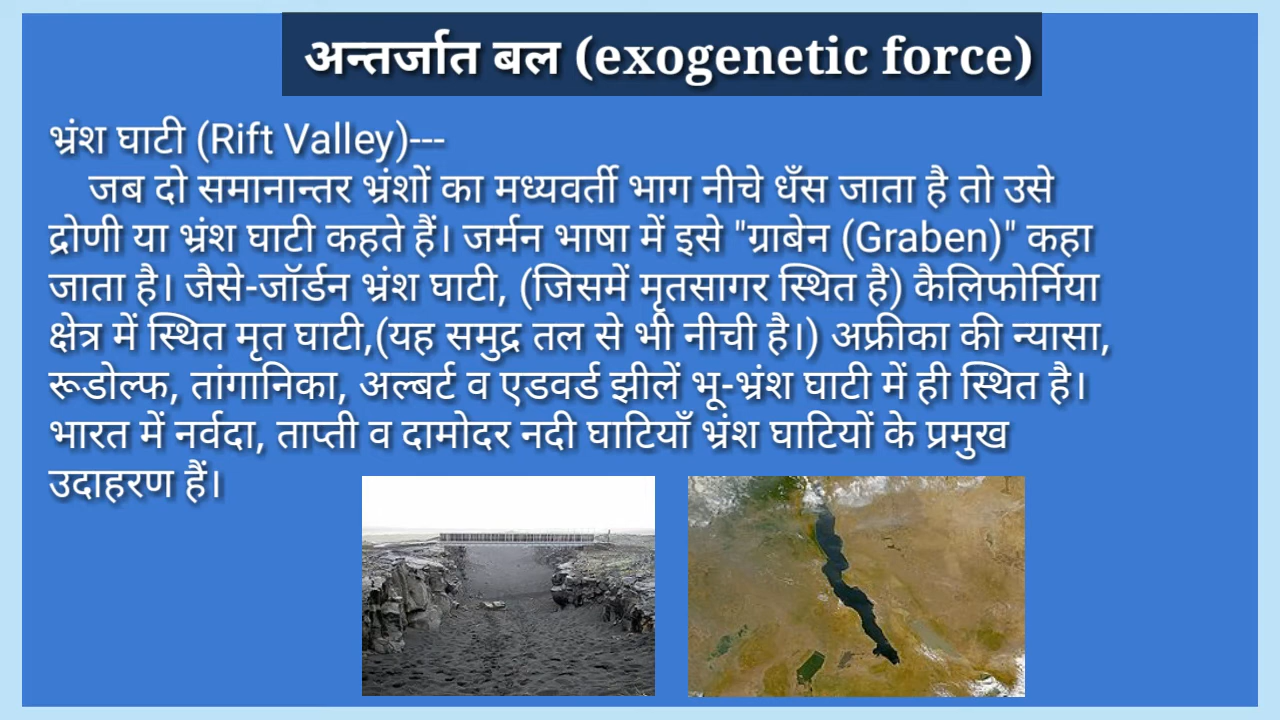 अन्तर्जात बल (exogenetic force)
भ्रंश घाटी (Rift Valley)---
जब दो समानान्तर भ्रंशों का मध्यवर्ती भाग नीचे धँस जाता है तो उसे
द्रोणी या भ्रंश घाटी कहते हैं। जर्मन भाषा में इसे "ग्राबेन (Graben)" कहा
जाता है। जैसे-जॉर्डन भ्रंश घाटी, (जिसमें मृतसागर स्थित है) कैलिफोर्निया
क्षेत्र में स्थित मृत घाटी,(यह समुद्र तल से भी नीची है।) अफ्रीका की न्यासा,
रूडोल्फ, तांगानिका, अल्बर्ट व एडवर्ड झीलें भू-भ्रंश घाटी में ही स्थित है।
भारत में नर्वदा, ताप्ती व दामोदर नदी घाटियाँ भ्रंश घाटियों के प्रमुख
उदाहरण हैं।